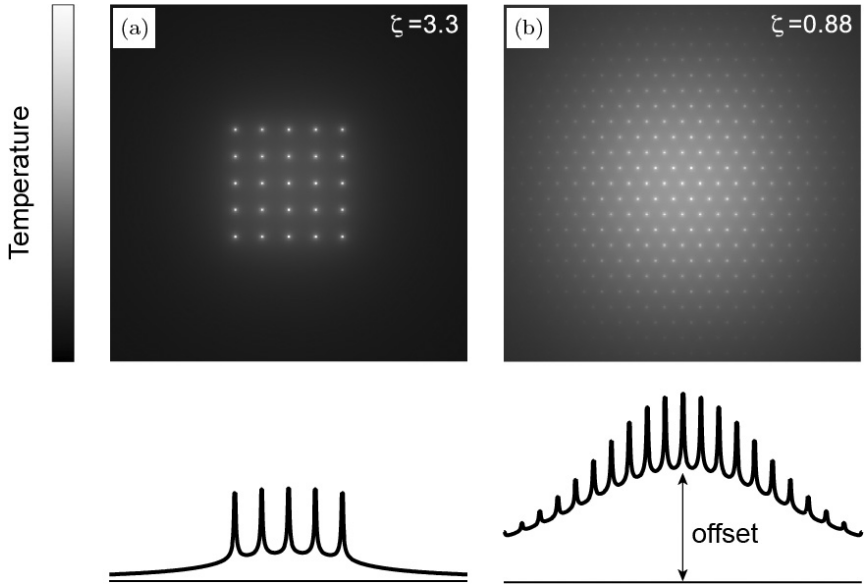 (a)
ζ=3.3
(b)
ζ=0.88
Temperature
offset